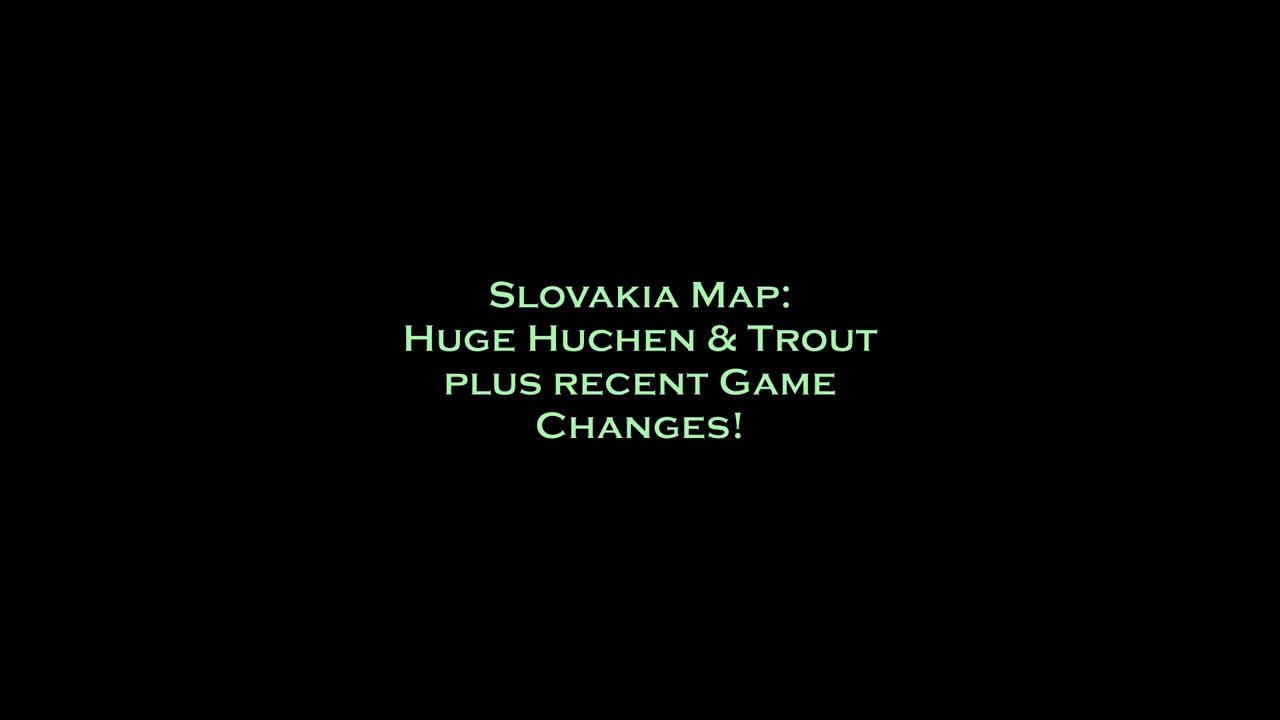 Slovakia Map:
Huge Huchen & Trout
plus recent Game
Changes!